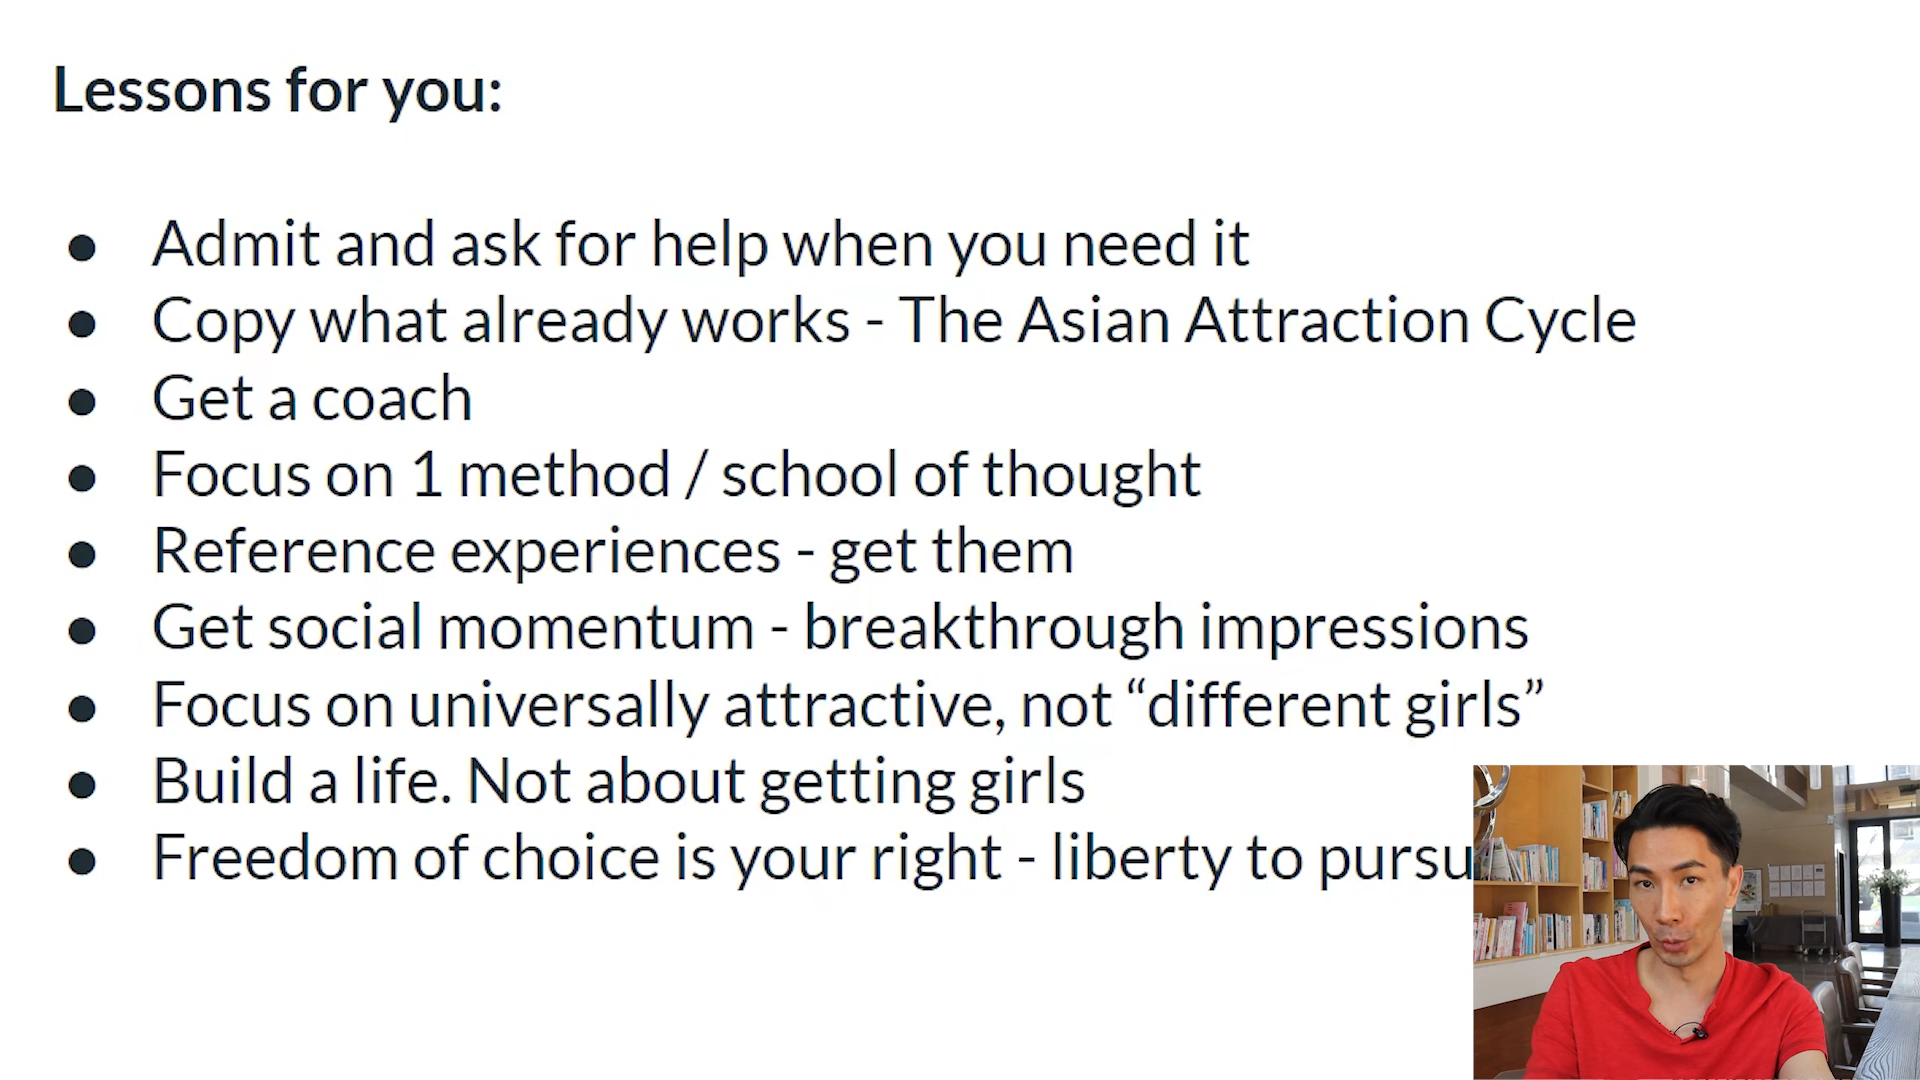 Lessons for you:
● Admit and ask for help when you need it
● Copy what already works - The Asian Attraction Cycle
● Get a coach
● Focus on 1 method / school of thought
● Reference experiences - get them
● Get social momentum - breakthrough impressions
● Focus on universally attractive, not “different girls”
● Build a life. Not about getting girls
● Freedom of choice is your right - liberty to